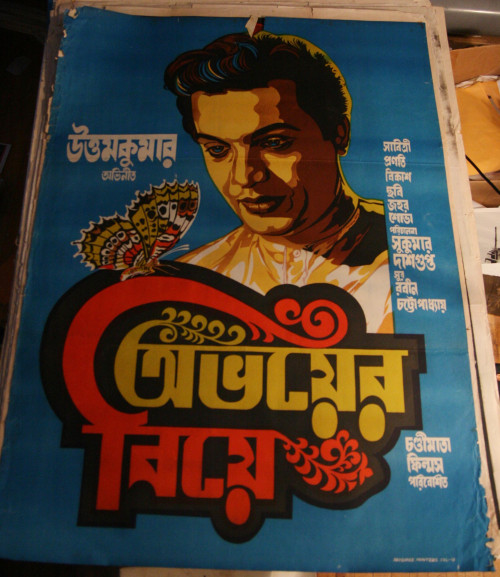 উত্তমকুমার
অভিনীত
সাবিত্রী
প্রণতি
বিকাশ
ছবি
জহর
শোভা
পরিচালনা
সুকুমার
দাশগুপ্ত
সুর
রবীন
চট্টোপাধ্যায়
অভয়ের
বিয়ে
চণ্ডীমাতা
ফিল্মস
পরিবেশিত